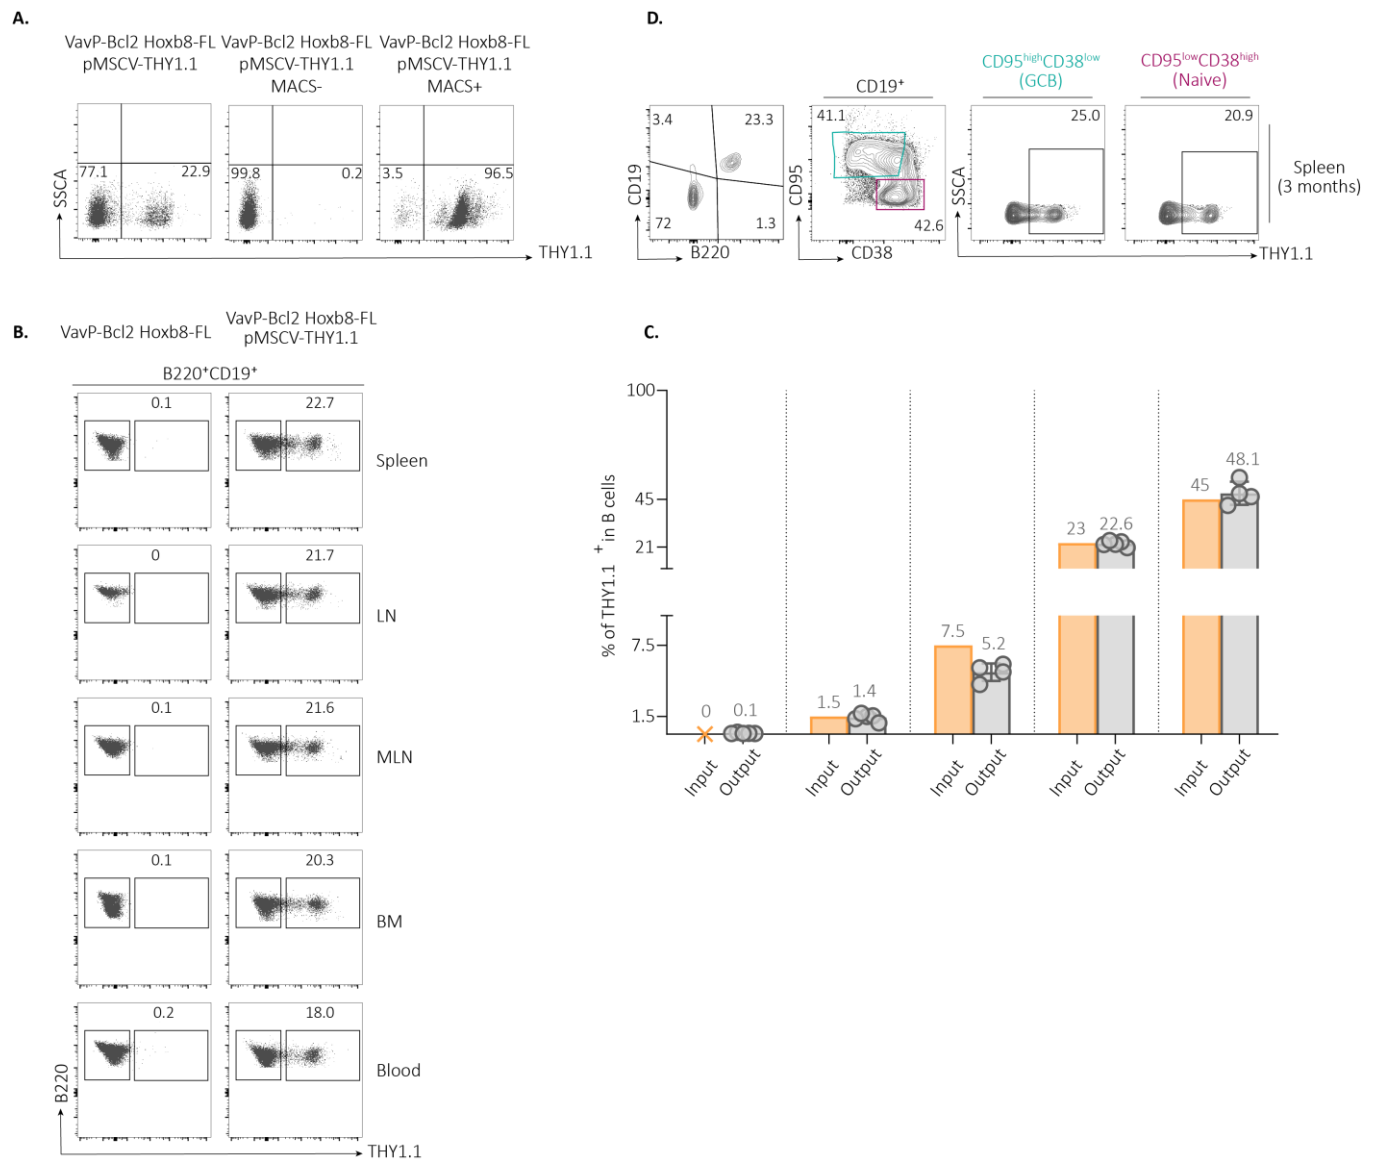 A.
VavP-Bcl2 Hoxb8-FL
pMSCV-THY1.1
VavP-Bcl2 Hoxb8-FL
pMSCV-THY1.1
MACS-
VavP-Bcl2 Hoxb8-FL
pMSCV-THY1.1
MACS+
SSCA
77.1
22.9
99.8
0.2
3.5
96.5
THY1.1
D.
CD19
3.4
23.3
72
1.3
B220
CD19+
CD95
41.1
42.6
CD38
CD95highCD38low
(GCB)
SSCA
25.0
CD95lowCD38high
(Naive)
20.9
THY1.1
Spleen
(3 months)
B.
VavP-Bcl2 Hoxb8-FL
VavP-Bcl2 Hoxb8-FL
pMSCV-THY1.1
B220+CD19+
0.1
22.7
Spleen
0
21.7
LN
0.1
21.6
MLN
0.1
20.3
BM
0.2
18.0
Blood
B220
THY1.1
C.
% of THY1.1 + in B cells
100
45
21
7.5
1.5
0
0.1
1.5
1.4
7.5
5.2
23
22.6
45
48.1
Input
Output
Input
Output
Input
Output
Input
Output
Input
Output